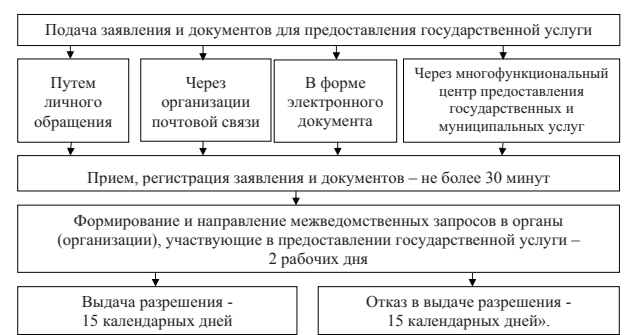 Подача заявления и документов для предоставления государственной услуги
Путем
личного
обращения
Через
организации
почтовой связи
В форме
электронного
документа
Через многофункциональный
центр предоставления
государственных и
муниципальных услуг
Прием, регистрация заявления и документов – не более 30 минут
Формирование и направление межведомственных запросов в органы
(организации), участвующие в предоставлении государственной услуги –
2 рабочих дня
Выдача разрешения -
15 календарных дней
Отказ в выдаче разрешения -
15 календарных дней».